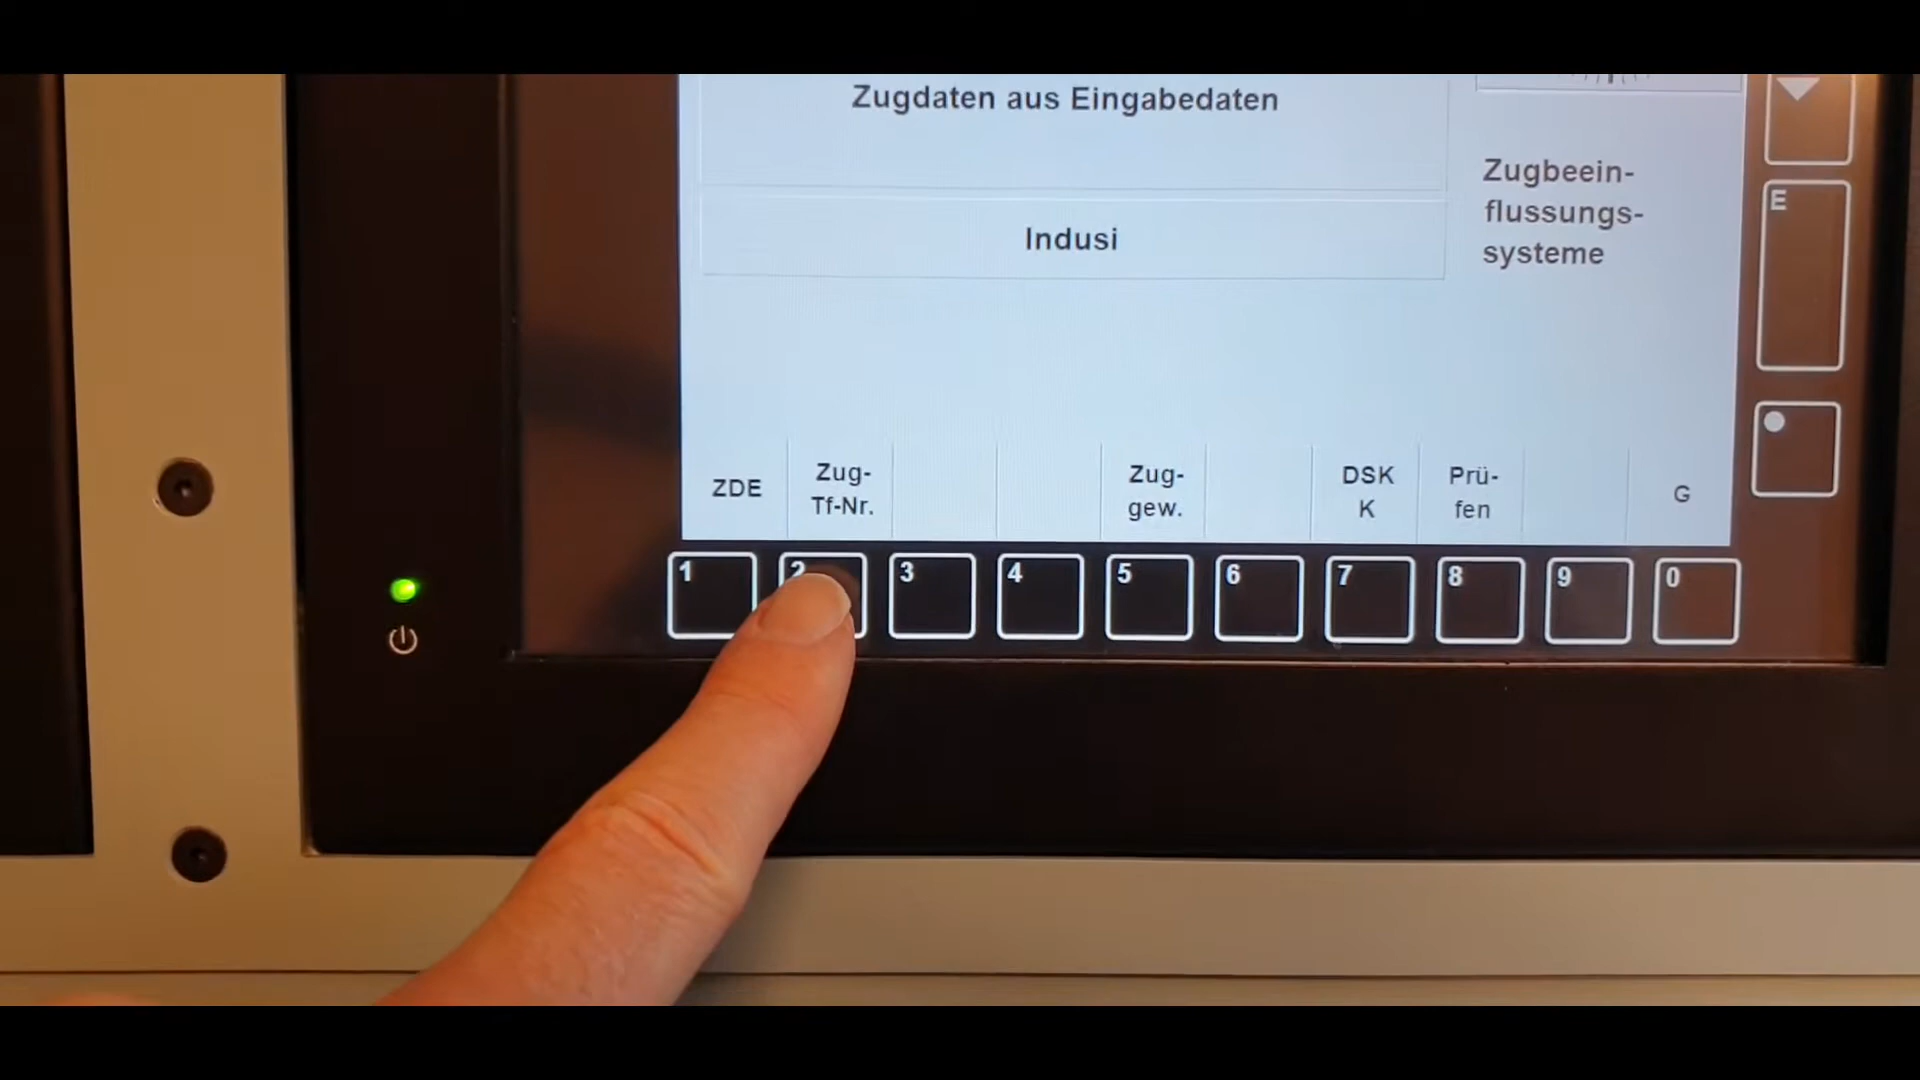 Zugdaten aus Eingabedaten
Indusi
Zugbeein-
flussungs-
systeme
E
ZDE
Zug-
Tf-Nr.
Zug-
gew.
DSK
K
Prü-
fen
G
1
2
3
4
5
6
7
8
9
0